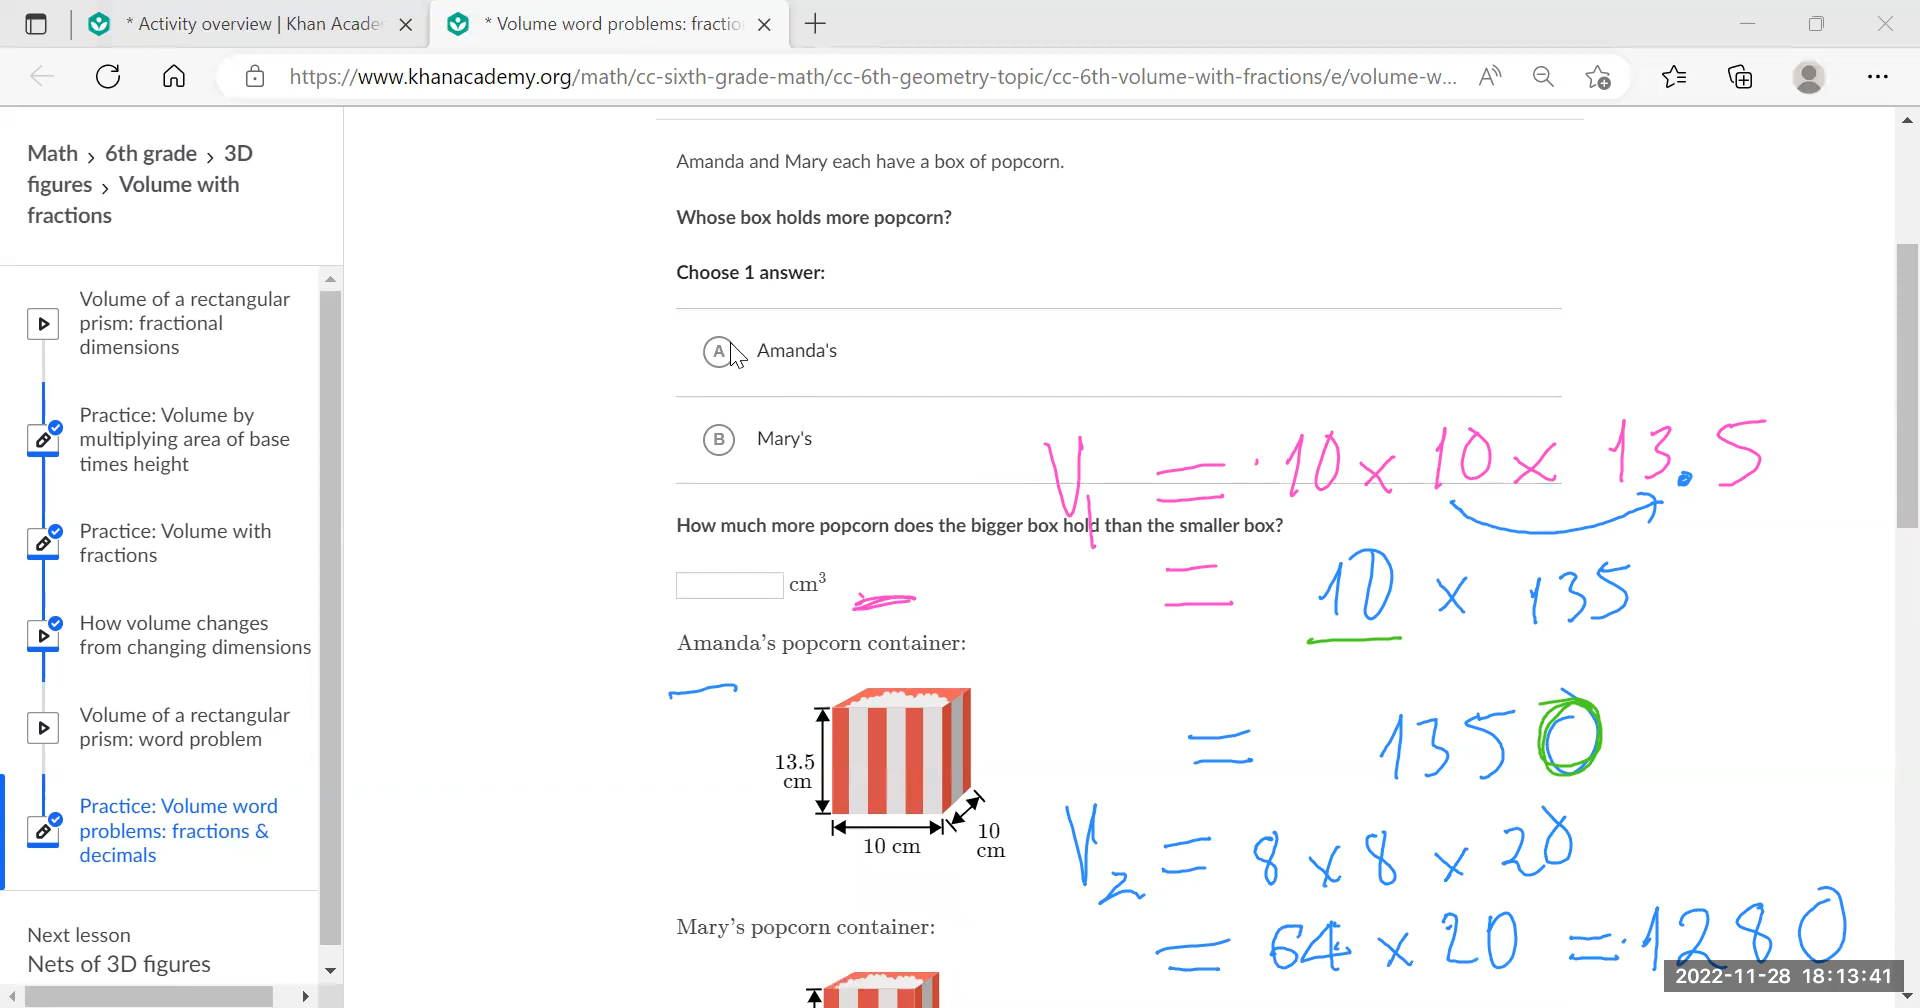 * Activity overview | Khan Acade
* Volume word problems: fractio
https://www.khanacademy.org/math/cc-sixth-grade-math/cc-6th-geometry-topic/cc-6th-volume-with-fractions/e/volume-w...
Math › 6th grade › 3D
figures › Volume with
fractions
Volume of a rectangular
prism: fractional
dimensions
Practice: Volume by
multiplying area of base
times height
Practice: Volume with
fractions
How volume changes
from changing dimensions
Volume of a rectangular
prism: word problem
Practice: Volume word
problems: fractions &
decimals
Next lesson
Nets of 3D figures
Amanda and Mary each have a box of popcorn.
Whose box holds more popcorn?
Choose 1 answer:
A Amanda's
B Mary's
How much more popcorn does the bigger box hold than the smaller box?
cm³
Amanda's popcorn container:
13.5
cm
10 cm
10
cm
Mary's popcorn container:
V₁ = 10 x 10 x 13.5
= 10 x 135
= 1350
V₂ = 8 x 8 x 20
= 64 x 20 = 1280
2022-11-28 18:13:41